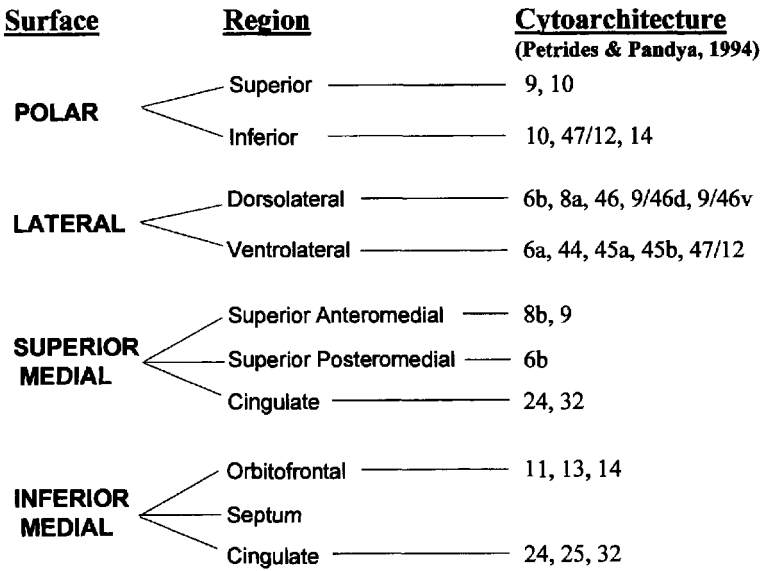 Surface Region Cytoarchitecture
(Petrides & Pandya, 1994)
Superior 9, 10
POLAR
Inferior 10, 47/12, 14
Dorsolateral 6b, 8a, 46, 9/46d, 9/46v
LATERAL
Ventrolateral 6a, 44, 45a, 45b, 47/12
Superior Anteromedial 8b, 9
SUPERIOR
MEDIAL
Superior Posteromedial 6b
Cingulate 24, 32
Orbitofrontal 11, 13, 14
INFERIOR
MEDIAL
Septum
Cingulate 24, 25, 32